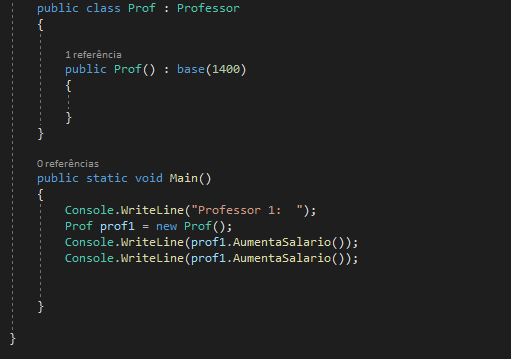 public class Prof : Professor
{
1 referência
public Prof() : base(1400)
{
}
}
0 referências
public static void Main()
{
Console.WriteLine("Professor 1:  ");
Prof prof1 = new Prof();
Console.WriteLine(prof1.AumentaSalario());
Console.WriteLine(prof1.AumentaSalario());
}
}